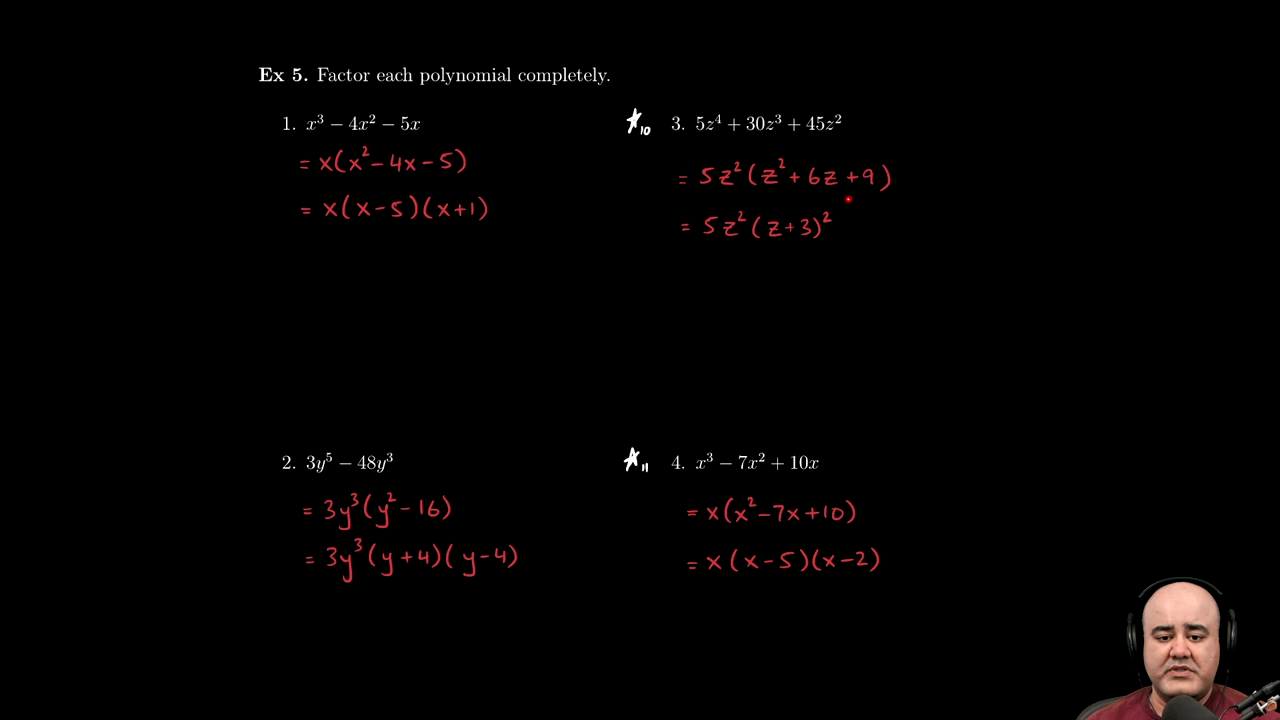 Ex 5. Factor each polynomial completely.
1. x³ − 4x² − 5x
= x(x² − 4x − 5)
= x(x − 5)(x + 1)
2. 3y⁵ − 48y³
= 3y³(y² − 16)
= 3y³(y + 4)(y − 4)
★10 3. 5z⁴ + 30z³ + 45z²
= 5z²(z² + 6z + 9)
= 5z²(z + 3)²
★11 4. x³ − 7x² + 10x
= x(x² − 7x + 10)
= x(x − 5)(x − 2)